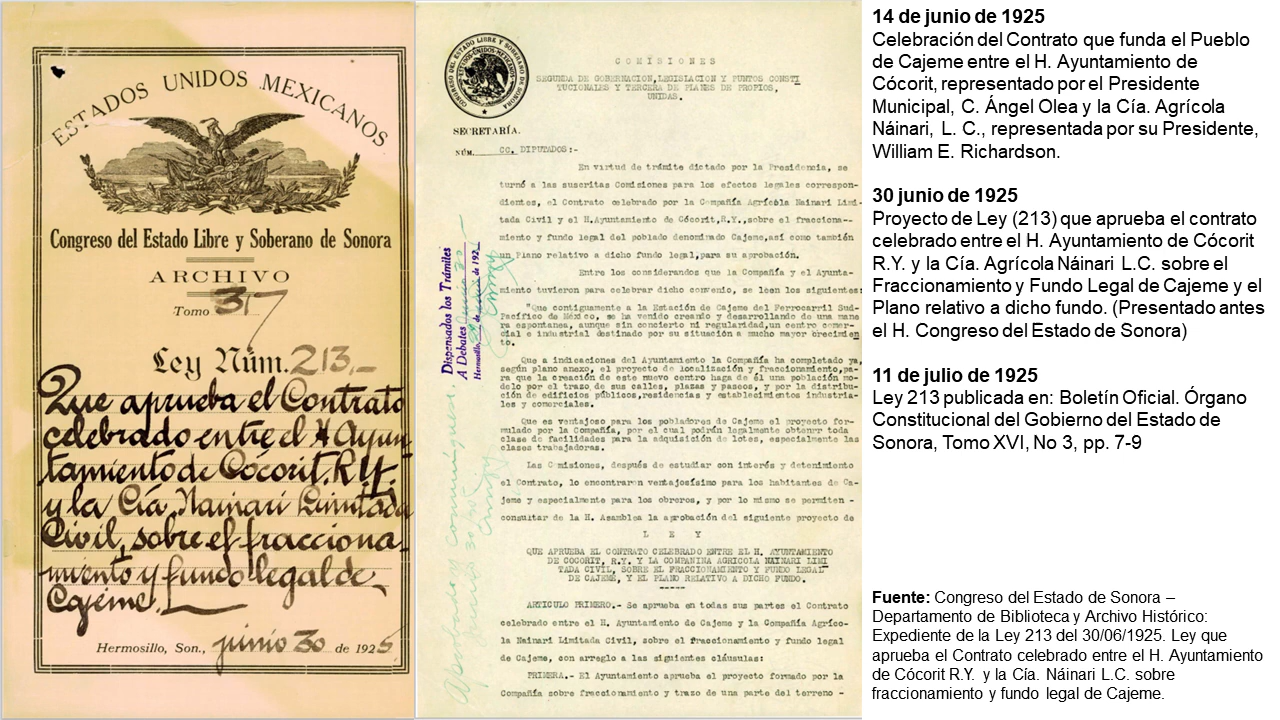 ESTADOS UNIDOS MEXICANOS
Congreso del Estado Libre y Soberano de Sonora
ARCHIVO
Tomo 37
Ley Núm. 213,-
Que aprueba el Contrato
celebrado entre el H. Ayun-
tamiento de Cócorit, R.Y.
y la Cía, Nainari Limitada
Civil, sobre el fracciona-
miento y fundo legal de
Cajeme.
Hermosillo, Son., junio 30 de 1925
CONGRESO DEL ESTADO LIBRE Y SOBERANO DE SONORA
ESTADOS UNIDOS MEXICANOS
SECRETARÍA.
NÚM.
COMISIONES
SEGUNDA DE GOBERNACION,LEGISLACION Y PUNTOS CONSTI
TUCIONALES Y TERCERA DE PLANES DE PROPIOS,
UNIDAS.
CC. DIPUTADOS:-
En virtud de trámite dictado por la Presidencia, se
turnó a las suscritas Comisiones para los efectos legales correspon-
dientes, el Contrato celebrado por la Compañía Agrícola Nainari Limi-
tada Civil y el H.Ayuntamiento de Cócorit,R.Y.,sobre el fracciona--
miento y fundo legal del poblado denominado Cajeme,así como también
un Plano relativo a dicho fundo legal,para su aprobación.
Entre los considerandos que la Compañía y el Ayunta-
miento tuvieron para celebrar dicho convenio, se leen los siguientes:
"Que contiguamente a la Estación de Cajeme del Ferrocarril Sud-
Pacífico de México, se ha venido creando y desarrollando de una mane
ra espontanea, aunque sin concierto ni regularidad,un centro comer-
cial e industrial destinado por su situación a mucho mayor crecimien
to.
Que a indicaciones del Ayuntamiento la Compañía ha completado ya,
según plano anexo, el proyecto de localización y fraccionamiento,pa-
ra que la creación de este nuevo centro haga de él una población mo-
delo por el trazo de sus calles, plazas y paseos, y por la distribu-
ción de edificios públicos,residencias y establecimientos industria-
les y comerciales.
Que es ventajoso para los pobladores de Cajeme el proyecto for-
mulado por la Compañía, por el cual podrán legalmente obtener toda
clase de facilidades para la adquisición de lotes, especialmente las
clases trabajadoras.
Las Comisiones, después de estudiar con interés y detenimiento
el Contrato, lo encontraron ventajosísimo para los habitantes de Ca-
jeme y especialmente para los obreros, y por lo mismo se permiten -
consultar de la H. Asamblea la aprobación del siguiente proyecto de
L E Y
QUE APRUEBA EL CONTRATO CELEBRADO ENTRE EL H. AYUNTAMIENTO
DE COCORIT, R.Y. Y LA COMPANINA AGRICOLA NAINARI LIMI
TADA CIVIL, SOBRE EL FRACCIONAMIENTO Y FUNDO LEGAL
DE CAJEME, Y EL PLANO RELATIVO A DICHO FUNDO.
ARTICULO PRIMERO.- Se aprueba en todas sus partes el Contrato
celebrado entre el H. Ayuntamiento de Cajeme y la Compañía Agríco-
la Nainari Limitada Civil, sobre el fraccionamiento y fundo legal
de Cajeme, con arreglo a las siguientes cláusulas:
PRIMERA.- El Ayuntamiento aprueba el proyecto formado por la
Compañía sobre fraccionamiento y trazo de una parte del terreno -
Dispensados los Trámites
A Debates
Hermosillo, de junio de 192
Aprobado y Comuníquese.
Junio 30/925
14 de junio de 1925
Celebración del Contrato que funda el Pueblo
de Cajeme entre el H. Ayuntamiento de
Cócorit, representado por el Presidente
Municipal, C. Ángel Olea y la Cía. Agrícola
Náinari, L. C., representada por su Presidente,
William E. Richardson.
30 junio de 1925
Proyecto de Ley (213) que aprueba el contrato
celebrado entre el H. Ayuntamiento de Cócorit
R.Y. y la Cía. Agrícola Náinari L.C. sobre el
Fraccionamiento y Fundo Legal de Cajeme y el
Plano relativo a dicho fundo. (Presentado antes
el H. Congreso del Estado de Sonora)
11 de julio de 1925
Ley 213 publicada en: Boletín Oficial. Órgano
Constitucional del Gobierno del Estado de
Sonora, Tomo XVI, No 3, pp. 7-9
Fuente: Congreso del Estado de Sonora –
Departamento de Biblioteca y Archivo Histórico:
Expediente de la Ley 213 del 30/06/1925. Ley que
aprueba el Contrato celebrado entre el H. Ayuntamiento
de Cócorit R.Y. y la Cía. Náinari L.C. sobre
fraccionamiento y fundo legal de Cajeme.